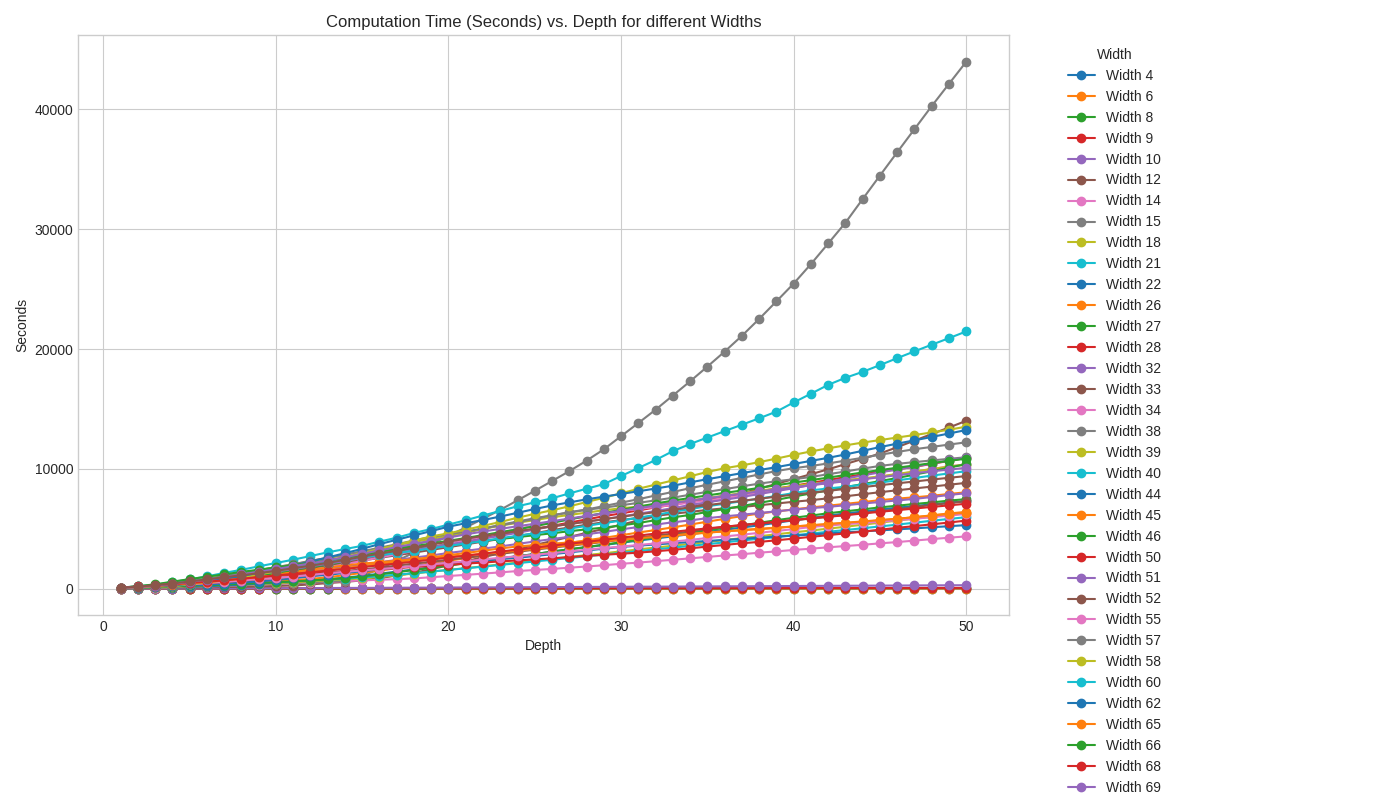 Computation Time (Seconds) vs. Depth for different Widths
Seconds
40000
30000
20000
10000
0
0 10 20 30 40 50
Depth
Width
Width 4
Width 6
Width 8
Width 9
Width 10
Width 12
Width 14
Width 15
Width 18
Width 21
Width 22
Width 26
Width 27
Width 28
Width 32
Width 33
Width 34
Width 38
Width 39
Width 40
Width 44
Width 45
Width 46
Width 50
Width 51
Width 52
Width 55
Width 57
Width 58
Width 60
Width 62
Width 65
Width 66
Width 68
Width 69